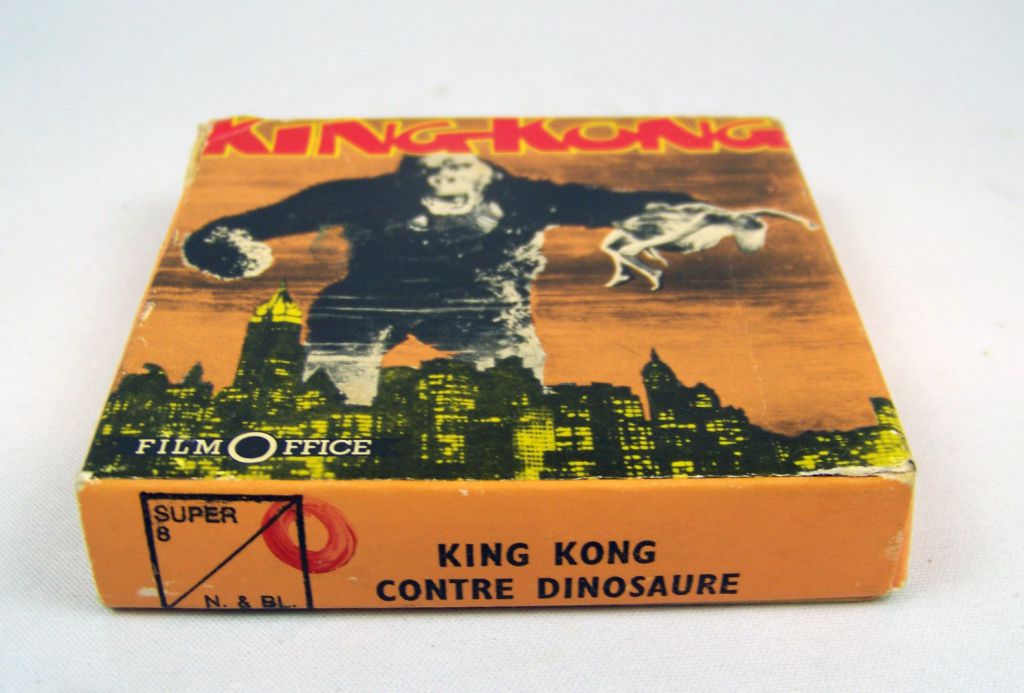 KING-KONG
FILM OFFICE
SUPER
8
N. & BL.
KING KONG
CONTRE DINOSAURE